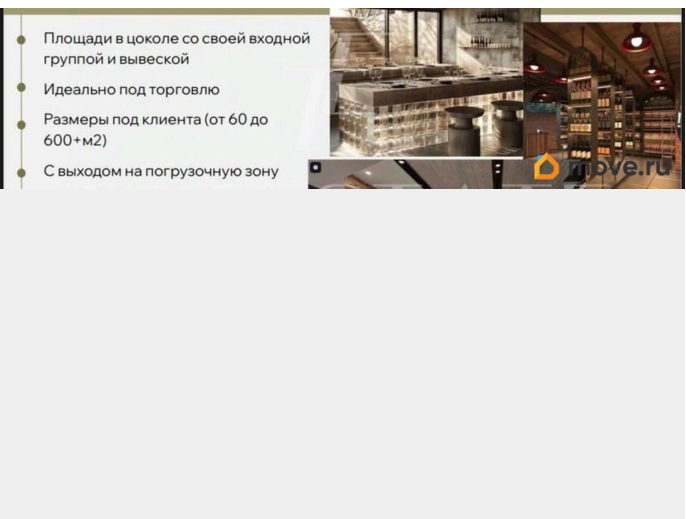 Площади в цоколе со своей входной
группой и вывеской
Идеально под торговлю
Размеры под клиента (от 60 до
600+м2)
С выходом на погрузочную зону
move.ru